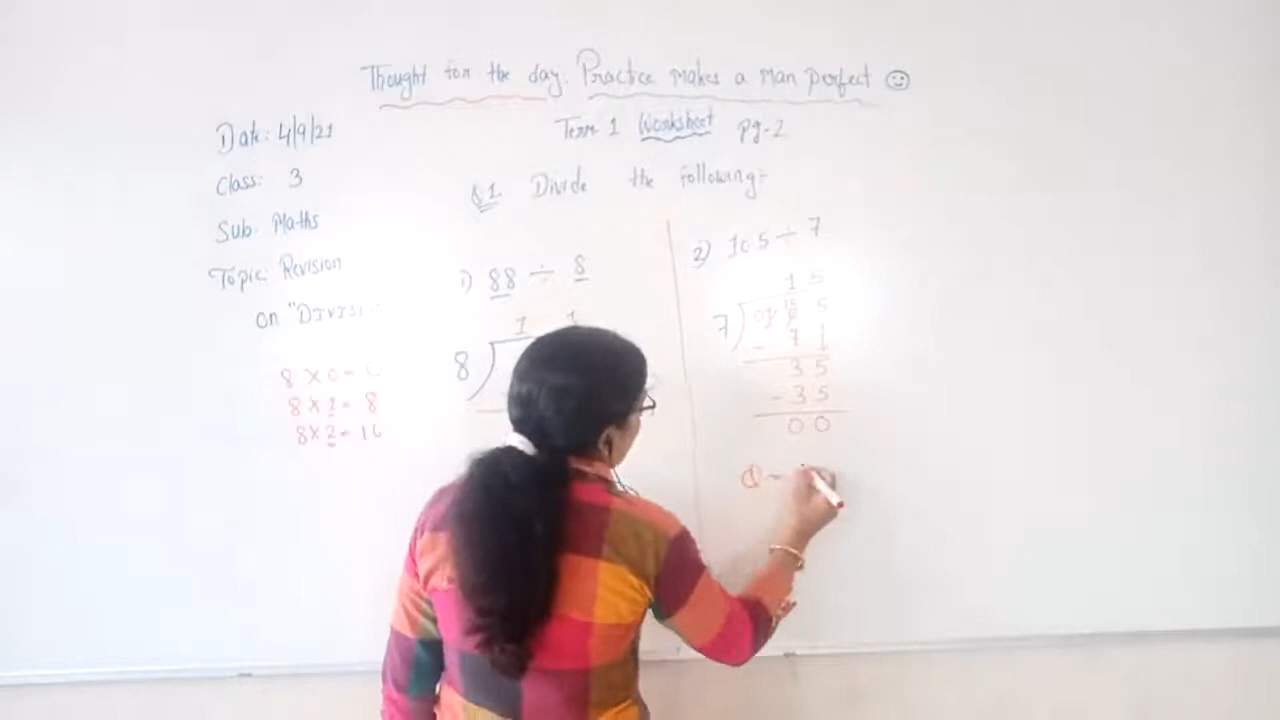 Thought for the day: Practice Makes a Man perfect ☺
Date: 4/9/21
Term 1 Worksheet pg-2
Class: 3
Q1. Divide the following:-
Sub: Maths
Topic: Revision
on "DIVISI
8 × 0 = 0
8 × 1 = 8
8 × 2 = 16
1) 88 ÷ 8
1 1
8
2) 105 ÷ 7
1 5
7
- 7
3 5
- 3 5
0 0
Q -